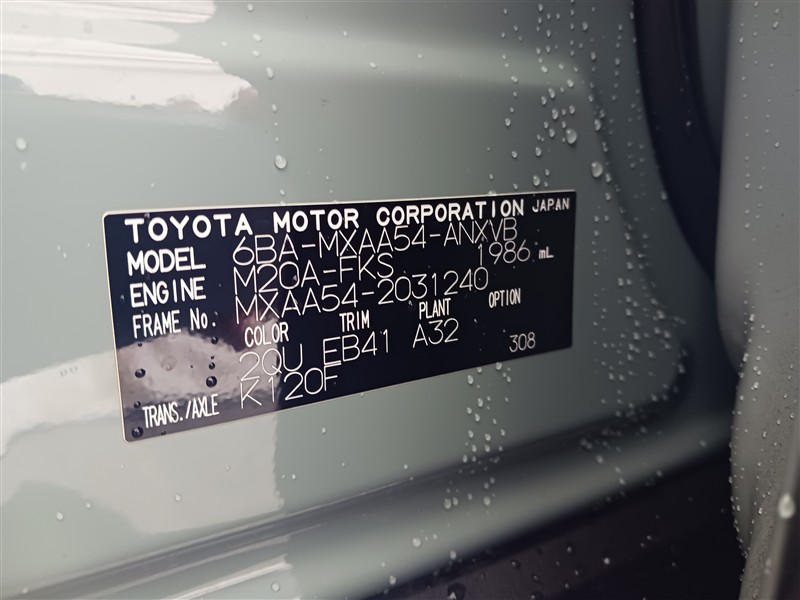 TOYOTA MOTOR CORPORATION JAPAN
MODEL 6BA-MXAA54-ANXVB
ENGINE M20A-FKS 1986 mL
FRAME No. MXAA54-2031240
COLOR TRIM PLANT OPTION
2QU EB41 A32 308
TRANS./AXLE K120F